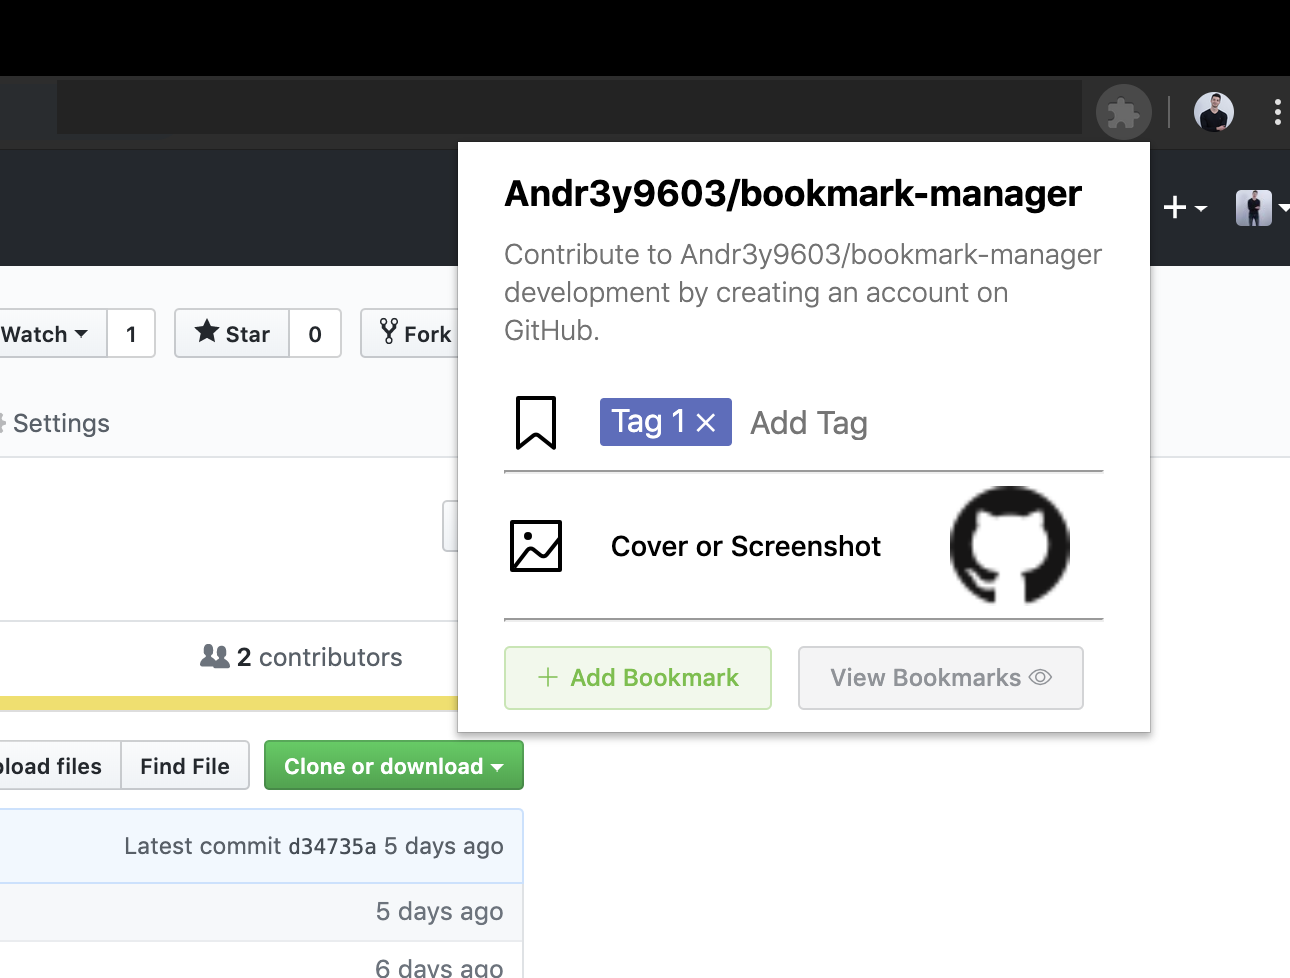 Andr3y9603/bookmark-manager
Contribute to Andr3y9603/bookmark-manager
development by creating an account on
GitHub.
Watch 1 Star 0 Fork
Settings
Tag 1 × Add Tag
Cover or Screenshot
2 contributors
+ Add Bookmark View Bookmarks
load files Find File Clone or download
Latest commit d34735a 5 days ago
5 days ago
6 days ago